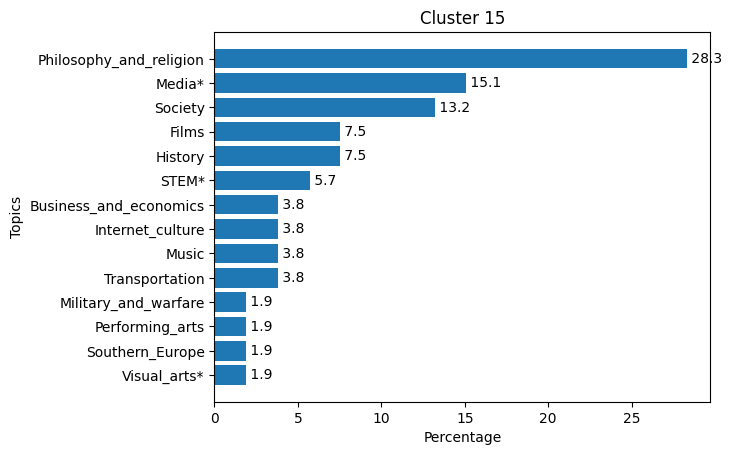 Cluster 15
Topics
Philosophy_and_religion 28.3
Media* 15.1
Society 13.2
Films 7.5
History 7.5
STEM* 5.7
Business_and_economics 3.8
Internet_culture 3.8
Music 3.8
Transportation 3.8
Military_and_warfare 1.9
Performing_arts 1.9
Southern_Europe 1.9
Visual_arts* 1.9
0 5 10 15 20 25
Percentage